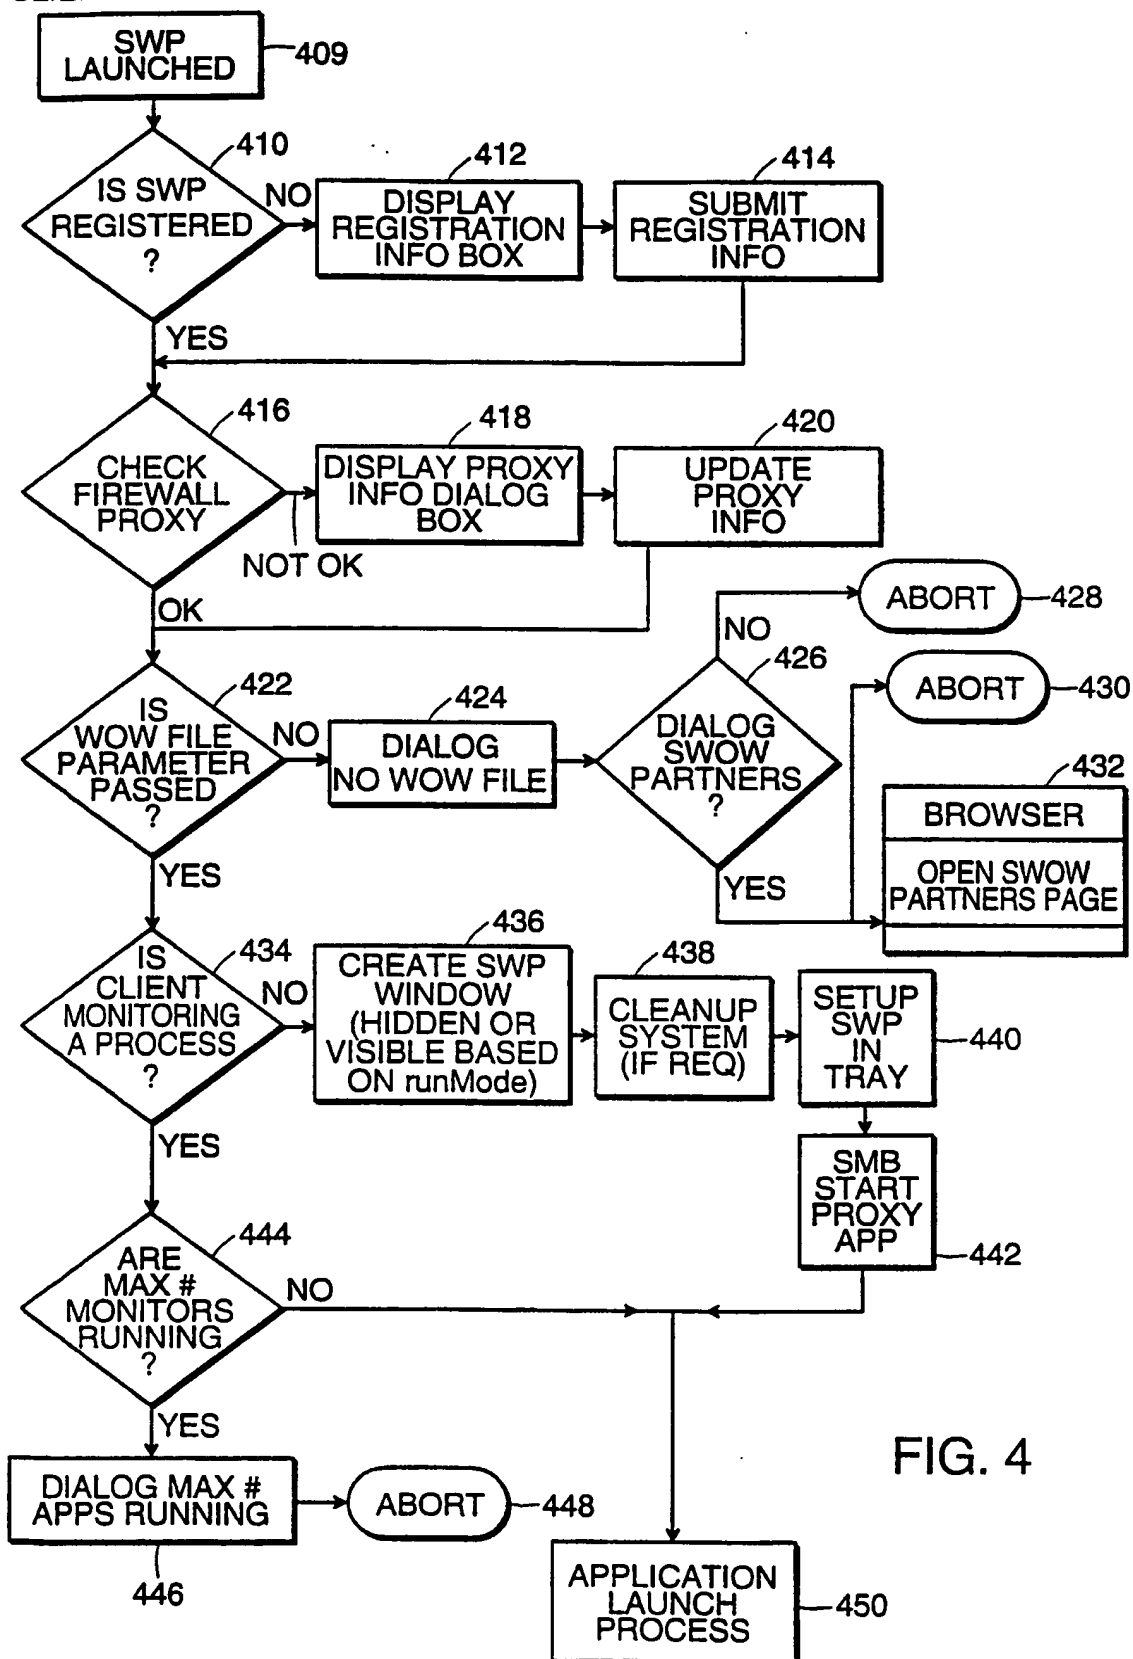 SWP
LAUNCHED
409
410
IS SWP
REGISTERED
?
NO
YES
412
DISPLAY
REGISTRATION
INFO BOX
414
SUBMIT
REGISTRATION
INFO
416
CHECK
FIREWALL
PROXY
NOT OK
OK
418
DISPLAY PROXY
INFO DIALOG
BOX
420
UPDATE
PROXY
INFO
422
IS
WOW FILE
PARAMETER
PASSED
?
NO
YES
424
DIALOG
NO WOW FILE
426
DIALOG
SWOW
PARTNERS
?
NO
YES
ABORT
428
ABORT
430
432
BROWSER
OPEN SWOW
PARTNERS PAGE
434
IS
CLIENT
MONITORING
A PROCESS
?
NO
YES
436
CREATE SWP
WINDOW
(HIDDEN OR
VISIBLE BASED
ON runMode)
438
CLEANUP
SYSTEM
(IF REQ)
SETUP
SWP
IN
TRAY
440
SMB
START
PROXY
APP
442
444
ARE
MAX #
MONITORS
RUNNING
?
NO
YES
DIALOG MAX #
APPS RUNNING
446
ABORT
448
APPLICATION
LAUNCH
PROCESS
450
FIG. 4